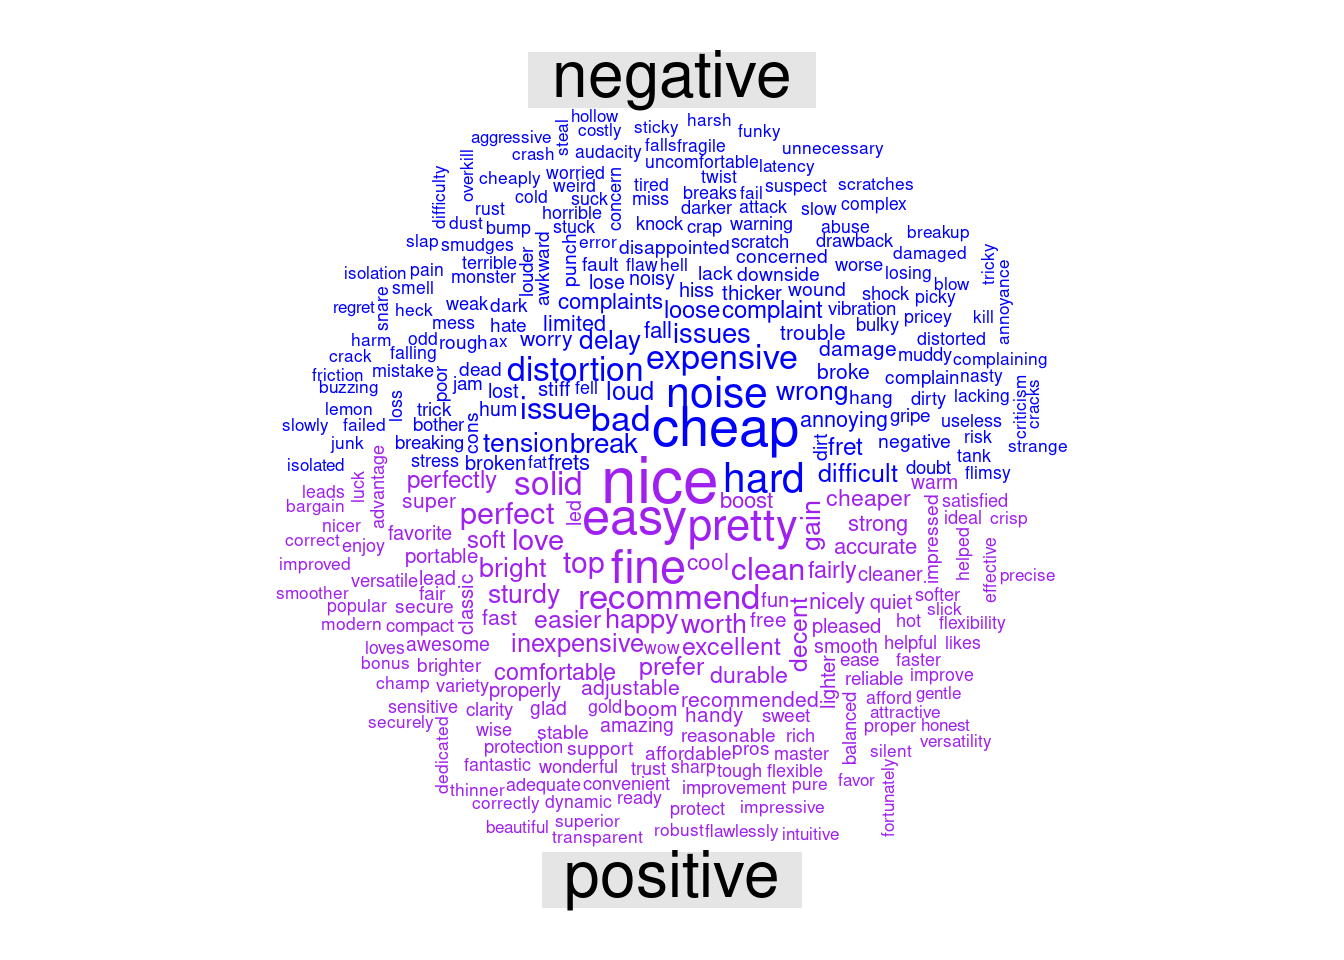 negative
hollow
steal costly sticky harsh funky
aggressive crash audacity falls fragile unnecessary
uncomfortable latency
difficulty overkill cheaply worried weird concern tired twist breaks fail suspect scratches
cold suck miss darker attack slow complex
rust horrible
dust bump stuck knock crap warning abuse
slap smudges error disappointed scratch drawback breakup
terrible louder awkward punch fault flaw hell concerned worse damaged tricky
isolation pain monster lose noisy lack downside losing annoyance
smell hiss thicker wound shock picky blow
regret snare heck weak dark complaints loose complaint vibration pricey kill
mess hate limited fall issues trouble bulky
harm odd rough ax worry delay damage distorted
crack falling expensive muddy complaining
friction mistake poor dead distortion broke complain nasty
buzzing jam lost stiff fell loud noise wrong hang dirty lacking criticism cracks
lemon loss trick hum issue bad cheap annoying gripe useless
slowly failed bother cons
junk breaking tension break dirt fret negative risk strange
isolated stress broken fat frets hard difficult doubt tank flimsy
luck advantage perfectly solid nice warm
leads super boost cheaper satisfied
bargain perfect led easy pretty gain strong impressed ideal crisp
nicer favorite
correct enjoy soft love accurate helped effective
improved portable bright top fine cool clean fairly cleaner precise
versatile lead
smoother fair classic sturdy recommend fun nicely quiet softer
popular secure slick
modern compact fast easier happy worth free decent pleased hot flexibility
loves awesome inexpensive wow excellent smooth helpful likes
bonus brighter comfortable prefer durable lighter ease faster
champ variety properly adjustable reliable improve
sensitive clarity glad gold boom recommended afford gentle
securely handy sweet attractive
wise stable amazing reasonable rich balanced proper honest
dedicated protection support affordable pros master silent versatility
fantastic wonderful trust sharp tough flexible
thinner adequate convenient improvement pure favor fortunately
correctly dynamic ready protect impressive
beautiful superior
transparent robust flawlessly intuitive
positive